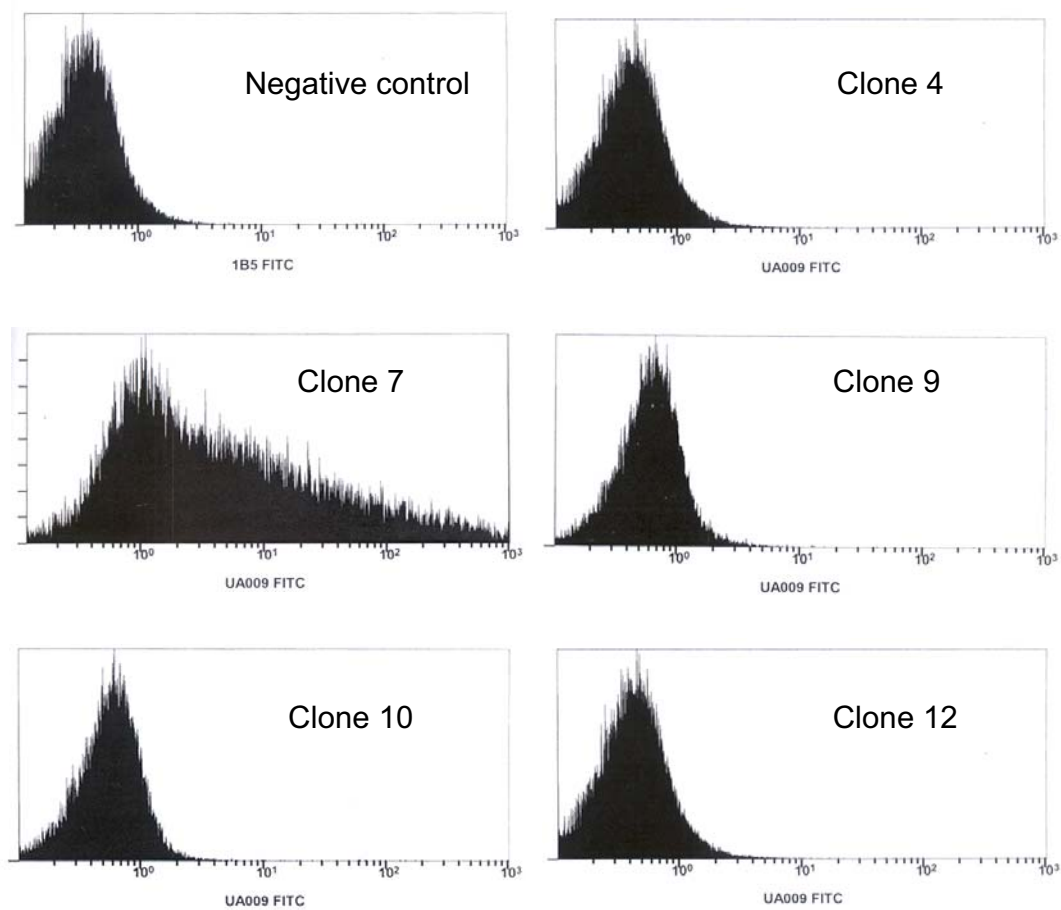 Negative control
10⁰ 10¹ 10² 10³
1B5 FITC
Clone 4
10⁰ 10¹ 10² 10³
UA009 FITC
Clone 7
10⁰ 10¹ 10² 10³
UA009 FITC
Clone 9
10⁰ 10¹ 10² 10³
UA009 FITC
Clone 10
10⁰ 10¹ 10² 10³
UA009 FITC
Clone 12
10⁰ 10¹ 10² 10³
UA009 FITC